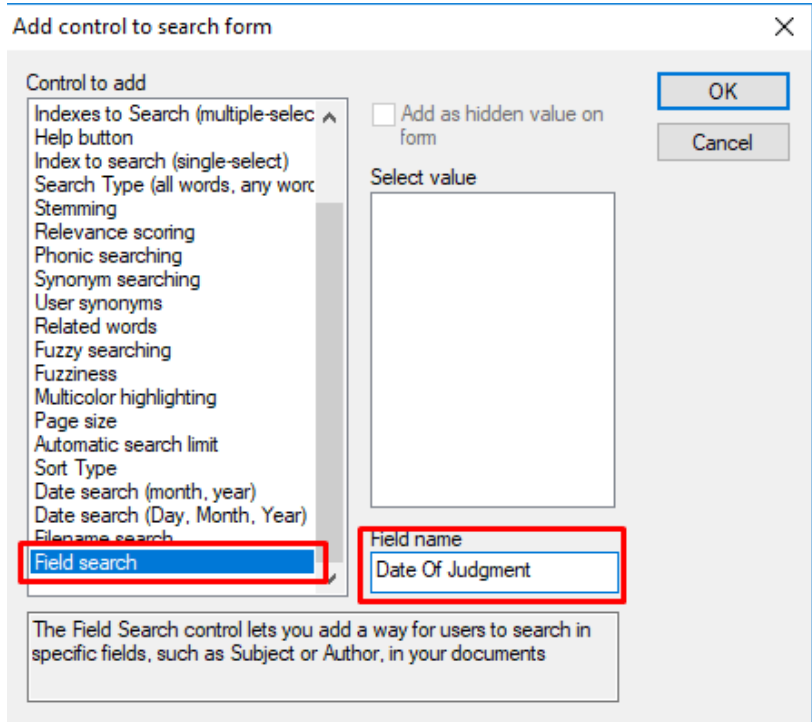 Add control to search form
Control to add
Indexes to Search (multiple-selec
Help button
Index to search (single-select)
Search Type (all words, any word
Stemming
Relevance scoring
Phonic searching
Synonym searching
User synonyms
Related words
Fuzzy searching
Fuzziness
Multicolor highlighting
Page size
Automatic search limit
Sort Type
Date search (month, year)
Date search (Day, Month, Year)
Filename search
Field search
Add as hidden value on
form
Select value
Field name
Date Of Judgment
OK
Cancel
The Field Search control lets you add a way for users to search in
specific fields, such as Subject or Author, in your documents